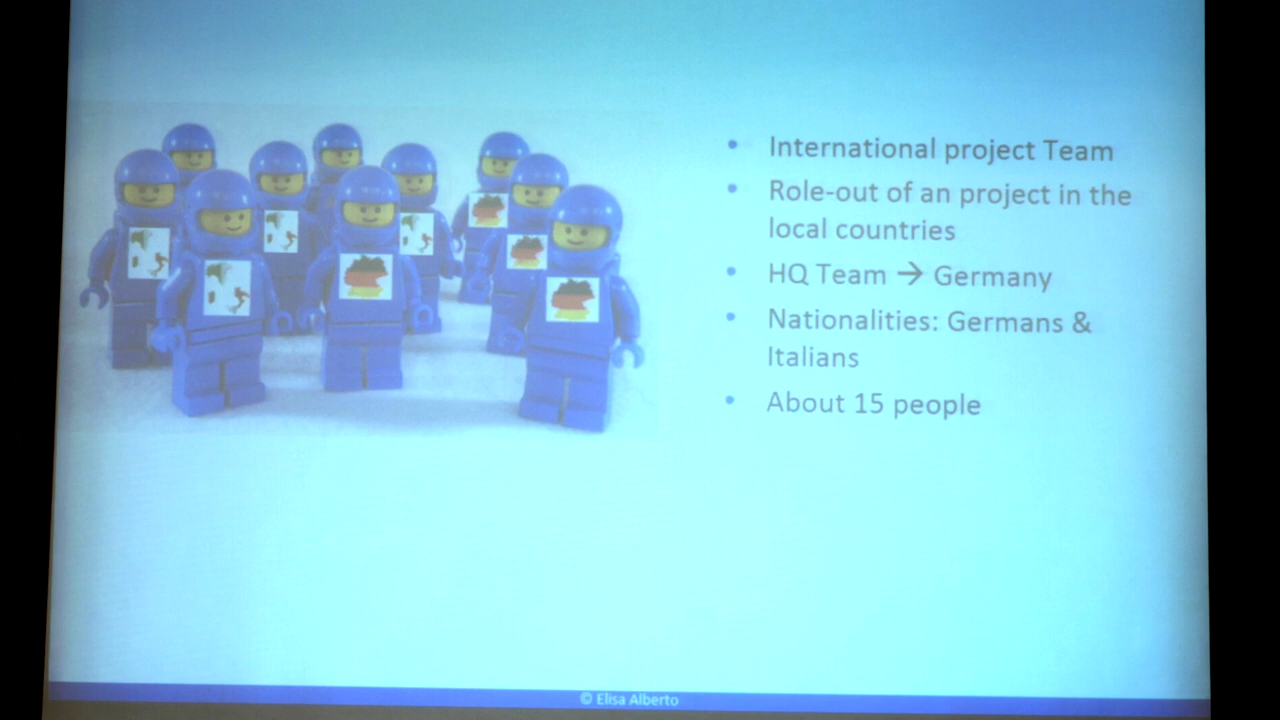 • International project Team
• Role-out of an project in the
local countries
• HQ Team → Germany
• Nationalities: Germans &
Italians
• About 15 people
© Elisa Alberto